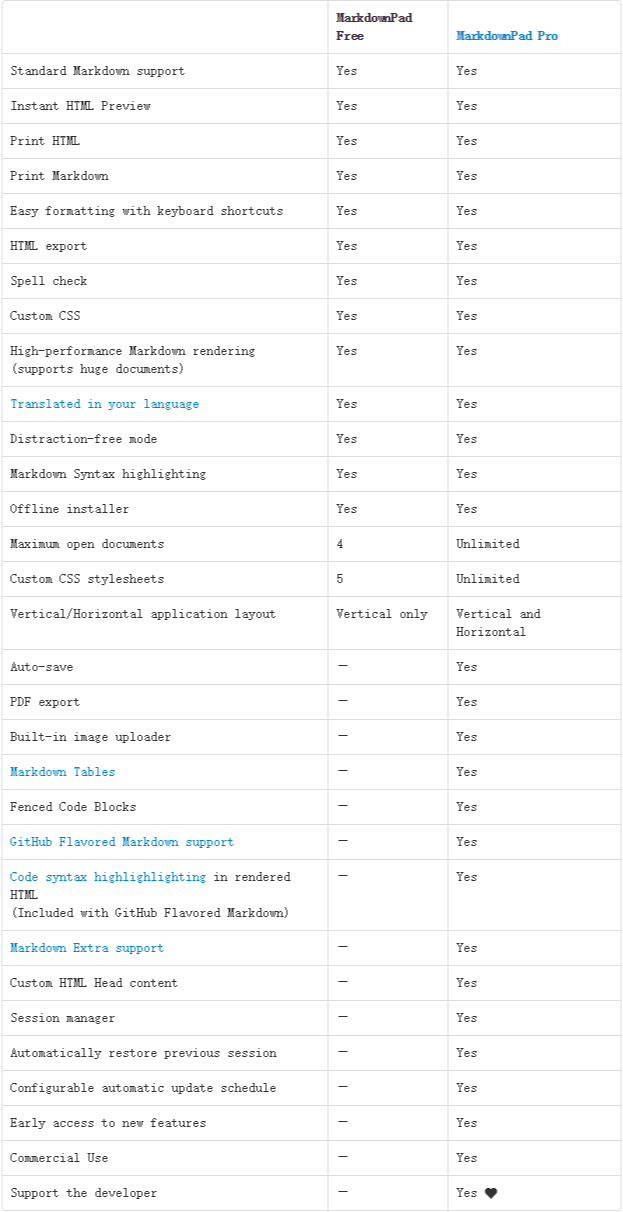 MarkdownPad
Free MarkdownPad Pro
Standard Markdown support Yes Yes
Instant HTML Preview Yes Yes
Print HTML Yes Yes
Print Markdown Yes Yes
Easy formatting with keyboard shortcuts Yes Yes
HTML export Yes Yes
Spell check Yes Yes
Custom CSS Yes Yes
High-performance Markdown rendering Yes Yes
(supports huge documents)
Translated in your language Yes Yes
Distraction-free mode Yes Yes
Markdown Syntax highlighting Yes Yes
Offline installer Yes Yes
Maximum open documents 4 Unlimited
Custom CSS stylesheets 5 Unlimited
Vertical/Horizontal application layout Vertical only Vertical and
Horizontal
Auto-save — Yes
PDF export — Yes
Built-in image uploader — Yes
Markdown Tables — Yes
Fenced Code Blocks — Yes
GitHub Flavored Markdown support — Yes
Code syntax highlighlighting in rendered — Yes
HTML
(Included with GitHub Flavored Markdown)
Markdown Extra support — Yes
Custom HTML Head content — Yes
Session manager — Yes
Automatically restore previous session — Yes
Configurable automatic update schedule — Yes
Early access to new features — Yes
Commercial Use — Yes
Support the developer — Yes ♥